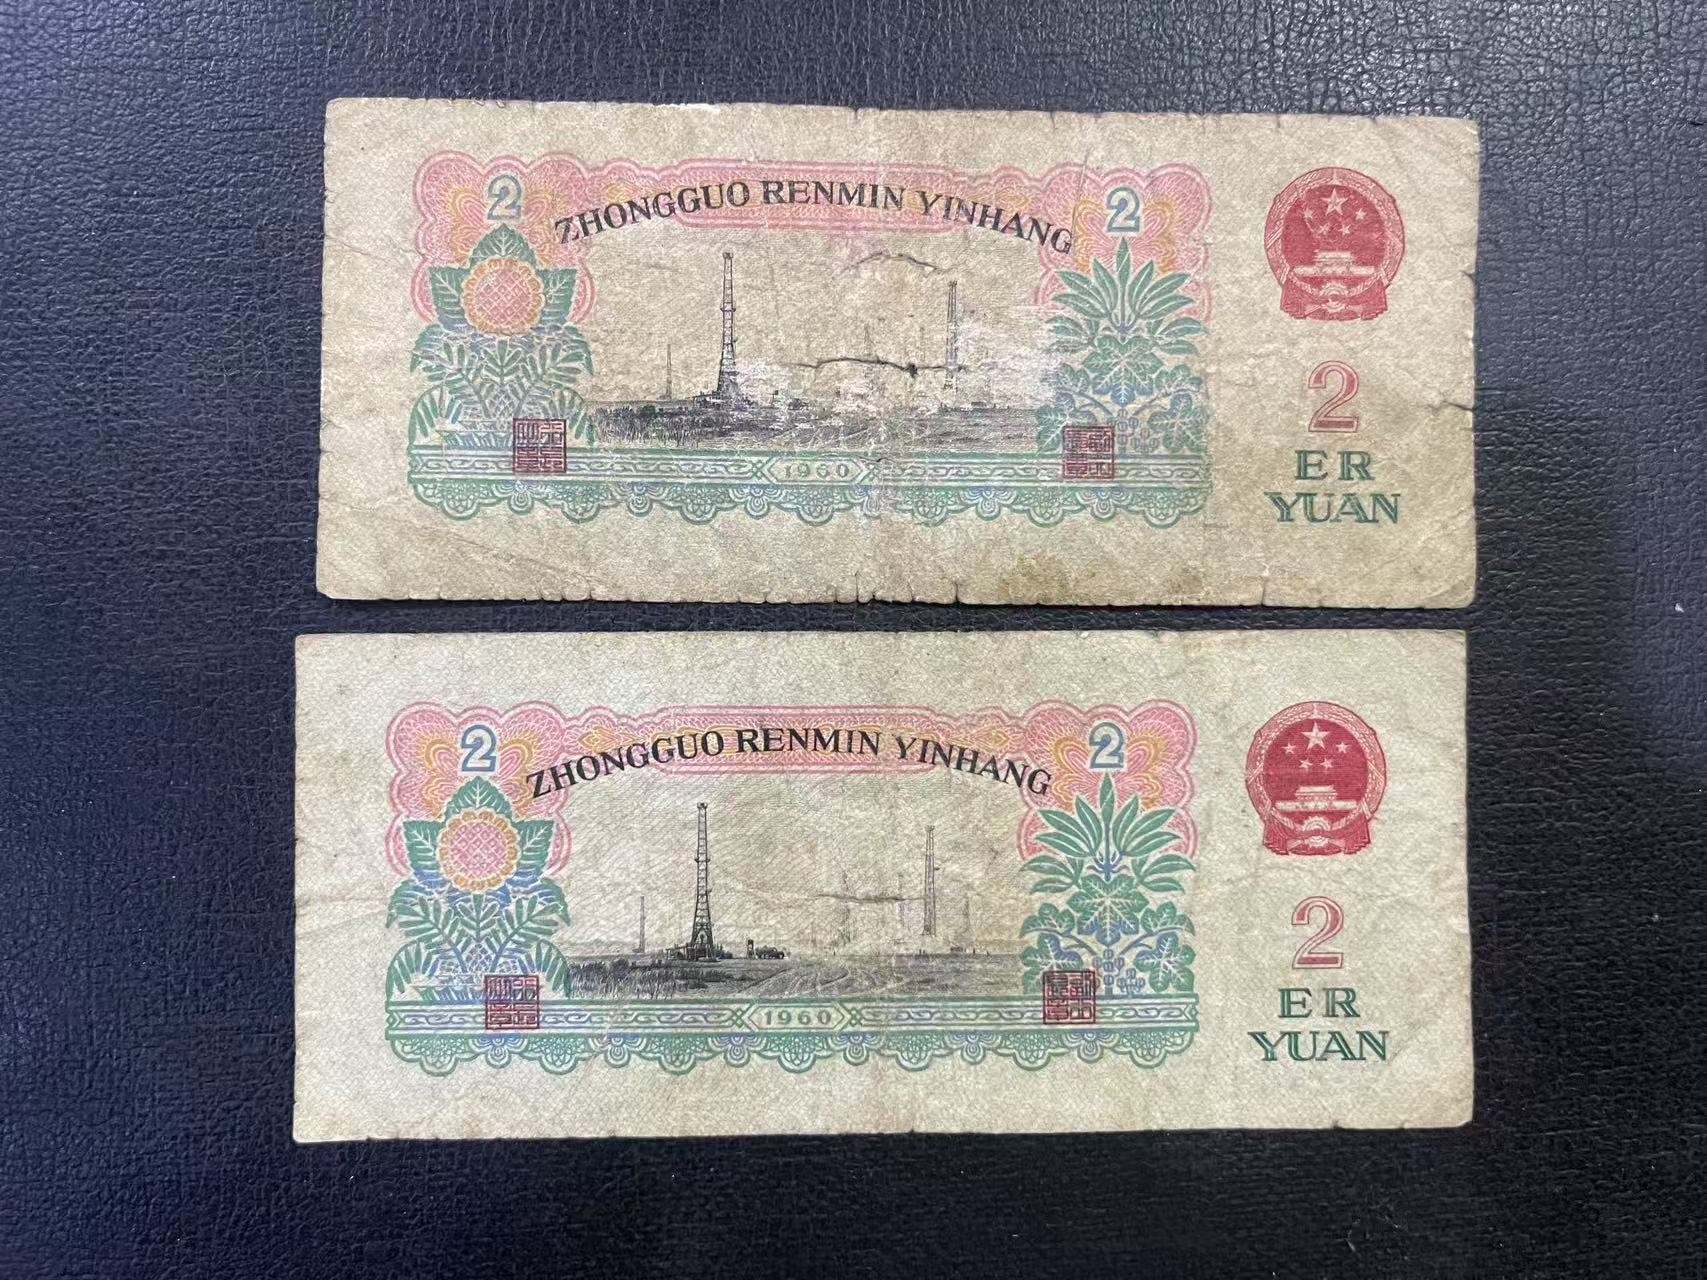 2 ZHONGGUO RENMIN YINHANG 2
1960
2
ER
YUAN
2 ZHONGGUO RENMIN YINHANG 2
1960
2
ER
YUAN